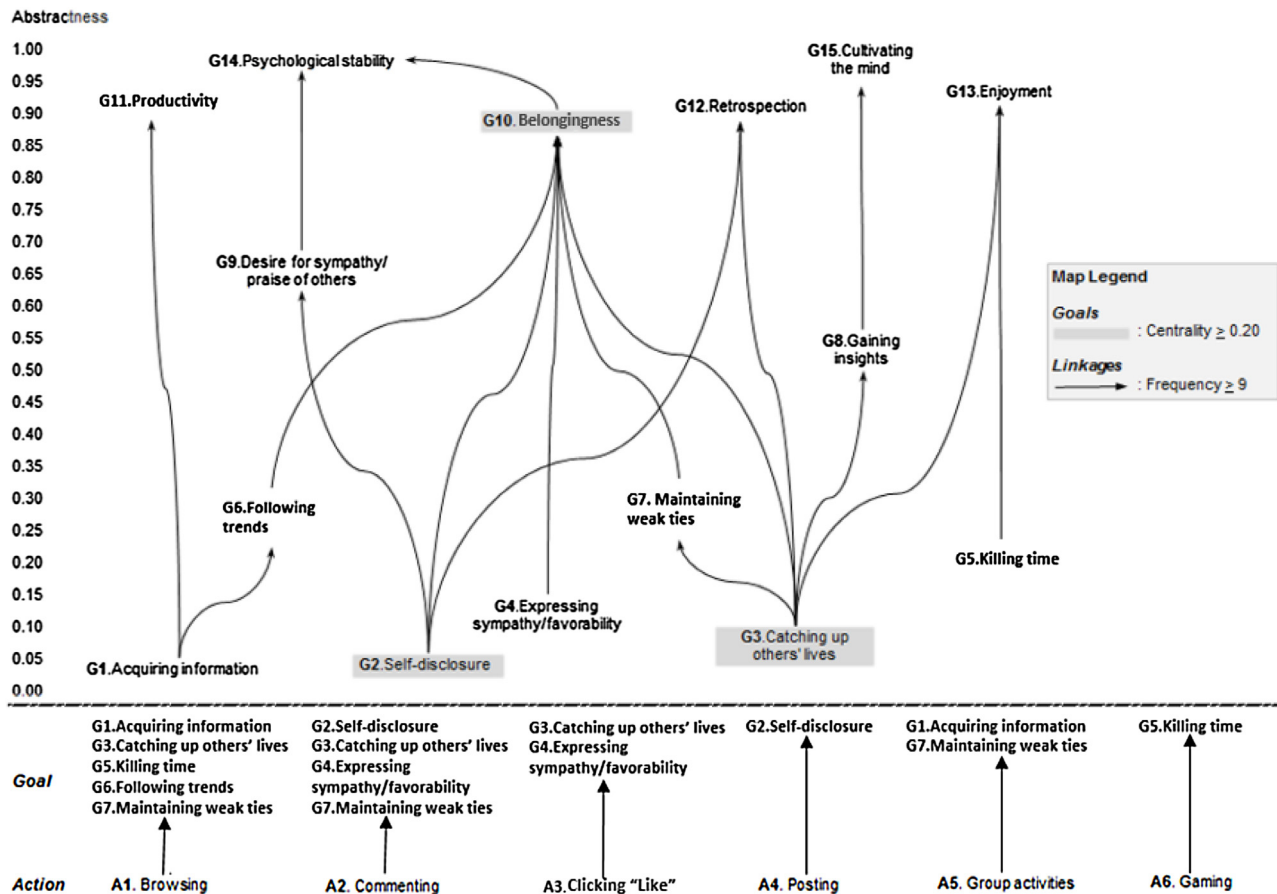 Abstractness
1.00
0.95
0.90
0.85
0.80
0.75
0.70
0.65
0.60
0.55
0.50
0.45
0.40
0.35
0.30
0.25
0.20
0.15
0.10
0.05
0.00
G14.Psychological stability
G15.Cultivating
the mind
G11.Productivity
G13.Enjoyment
G12.Retrospection
G10.Belongingness
G9.Desire for sympathy/
praise of others
G8.Gaining
insights
G6.Following
trends
G7. Maintaining
weak ties
G5.Killing time
G4.Expressing
sympathy/favorability
G3.Catching up
others' lives
G1.Acquiring information
G2.Self-disclosure
Map Legend
Goals
: Centrality ≥ 0.20
Linkages
: Frequency ≥ 9
Goal
G1.Acquiring information
G3.Catching up others’ lives
G5.Killing time
G6.Following trends
G7.Maintaining weak ties
G2.Self-disclosure
G3.Catching up others’ lives
G4.Expressing
sympathy/favorability
G7.Maintaining weak ties
G3.Catching up others’ lives
G4.Expressing
sympathy/favorability
G2.Self-disclosure
G1.Acquiring information
G7.Maintaining weak ties
G5.Killing time
Action
A1. Browsing
A2. Commenting
A3.Clicking “Like”
A4. Posting
A5. Group activities
A6. Gaming